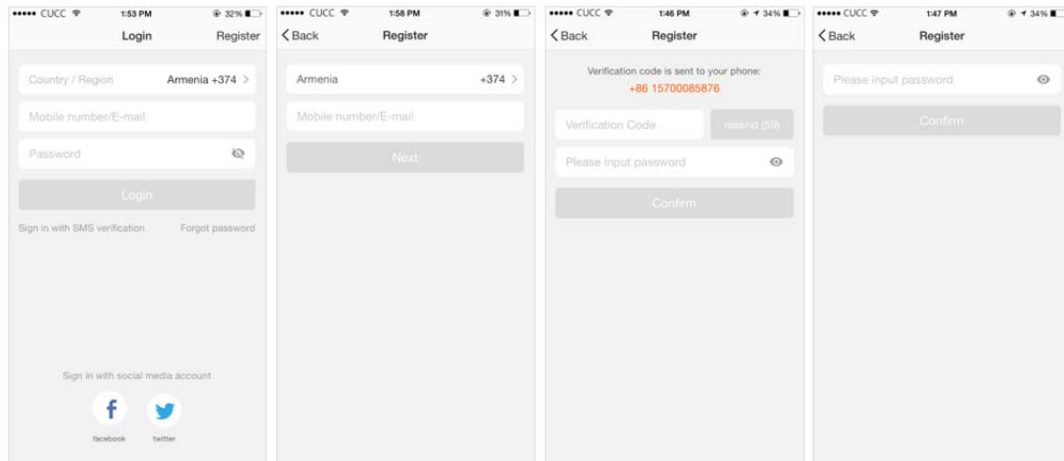 CUCC 1:53 PM 32%
Login Register
Country / Region Armenia +374
Mobile number/E-mail
Password
Login
Sign in with SMS verification Forgot password
Sign in with social media account
facebook twitter
CUCC 1:58 PM 31%
Back Register
Armenia +374
Mobile number/E-mail
Next
CUCC 1:46 PM 34%
Back Register
Verification code is sent to your phone:
+86 15700085876
Verification Code resend (59)
Please input password
Confirm
CUCC 1:47 PM 34%
Back Register
Please input password
Confirm